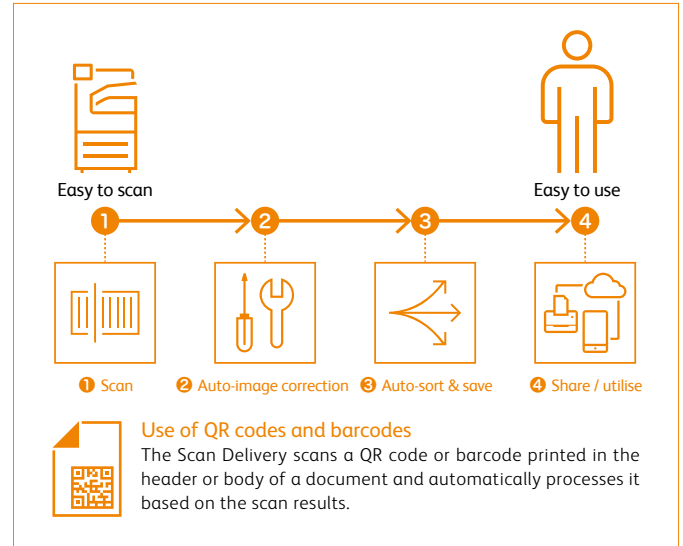 Easy to scan
Easy to use
1
2
3
4
❶ Scan
❷ Auto-image correction
❸ Auto-sort & save
❹ Share / utilise
Use of QR codes and barcodes
The Scan Delivery scans a QR code or barcode printed in the
header or body of a document and automatically processes it
based on the scan results.